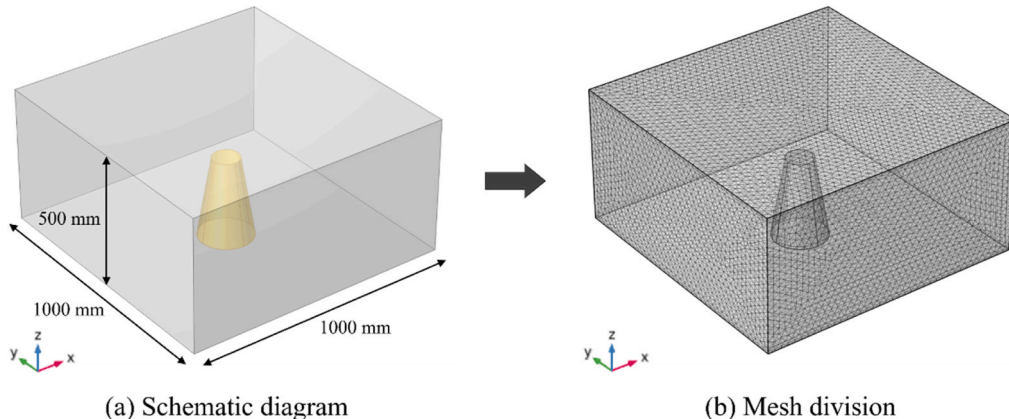 500 mm
1000 mm
1000 mm
z
y
x
z
y
x
(a) Schematic diagram
(b) Mesh division